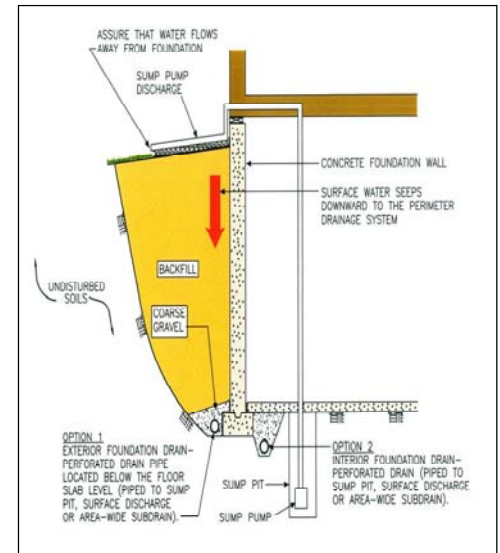 ASSURE THAT WATER FLOWS
AWAY FROM FOUNDATION
SUMP PUMP
DISCHARGE
CONCRETE FOUNDATION WALL
SURFACE WATER SEEPS
DOWNWARD TO THE PERIMETER
DRAINAGE SYSTEM
BACKFILL
UNDISTURBED
SOILS
COARSE
GRAVEL
OPTION 1
EXTERIOR FOUNDATION DRAIN-
PERFORATED DRAIN PIPE
LOCATED BELOW THE FLOOR
SLAB LEVEL (PIPED TO SUMP
PIT, SURFACE DISCHARGE
OR AREA-WIDE SUBDRAIN).
SUMP PIT
SUMP PUMP
OPTION 2
INTERIOR FOUNDATION DRAIN-
PERFORATED DRAIN (PIPED TO
SUMP PIT, SURFACE DISCHARGE
OR AREA-WIDE SUBDRAIN).